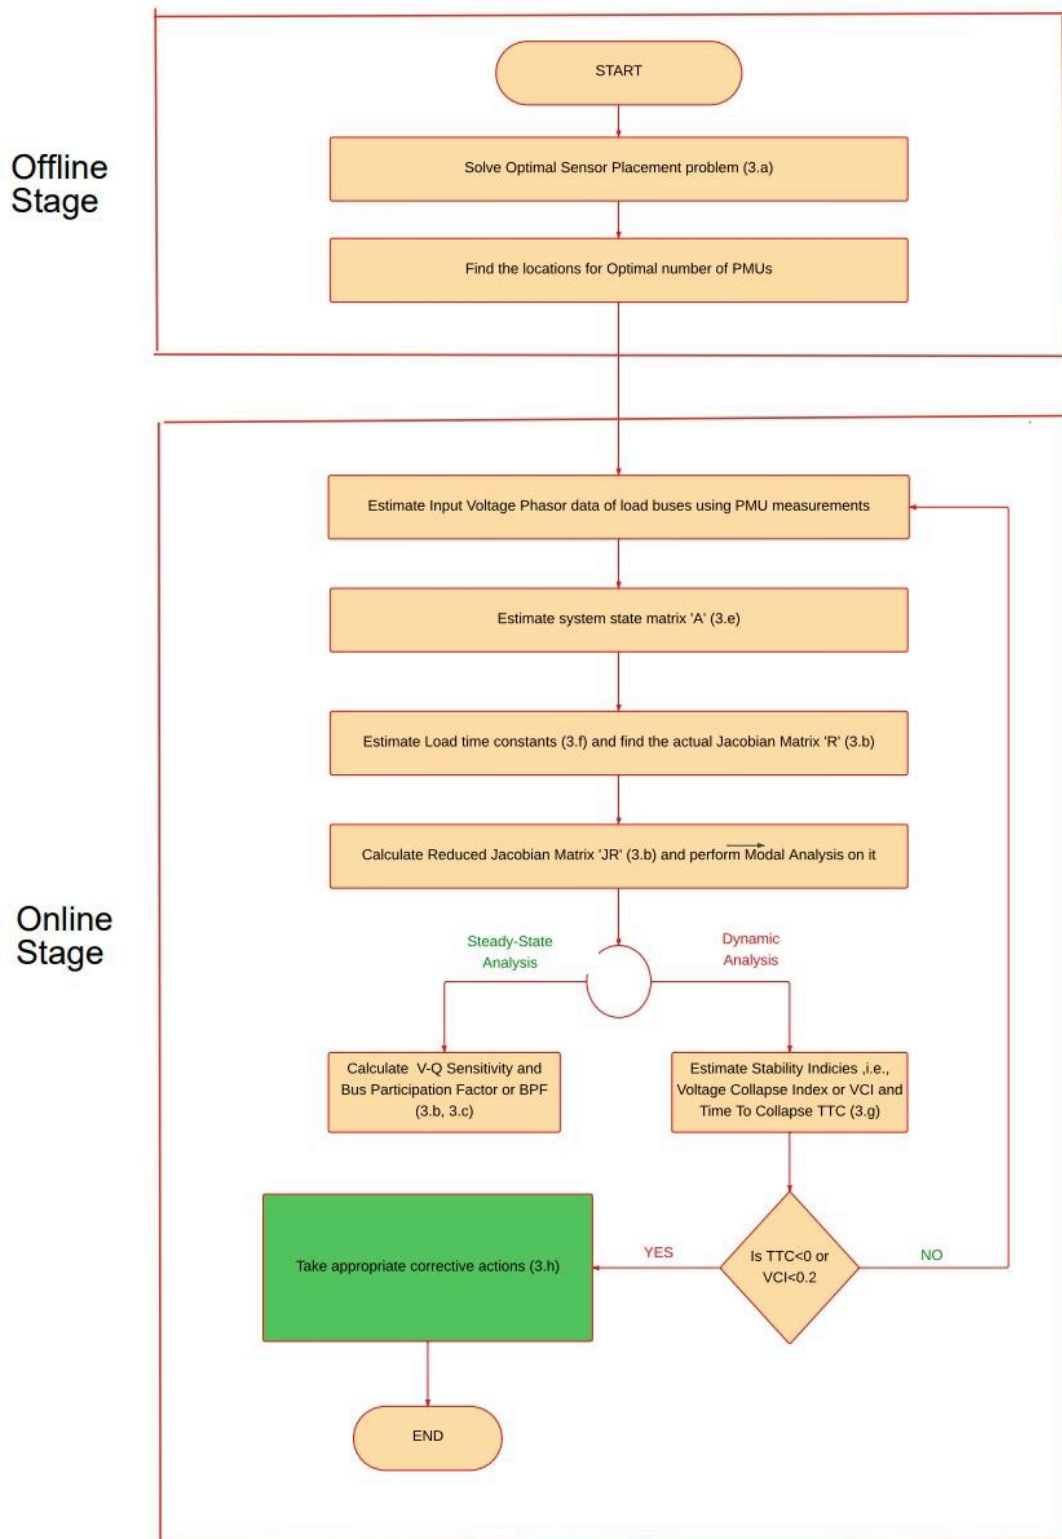 START
Offline
Stage
Solve Optimal Sensor Placement problem (3.a)
Find the locations for Optimal number of PMUs
Estimate Input Voltage Phasor data of load buses using PMU measurements
Estimate system state matrix 'A' (3.e)
Estimate Load time constants (3.f) and find the actual Jacobian Matrix 'R' (3.b)
Calculate Reduced Jacobian Matrix 'JR' (3.b) and perform Modal Analysis on it
Online
Stage
Steady-State
Analysis
Dynamic
Analysis
Calculate V-Q Sensitivity and
Bus Participation Factor or BPF
(3.b, 3.c)
Estimate Stability Indicies ,i.e.,
Voltage Collapse Index or VCI and
Time To Collapse TTC (3.g)
Is TTC<0 or
VCI<0.2
YES
NO
Take appropriate corrective actions (3.h)
END